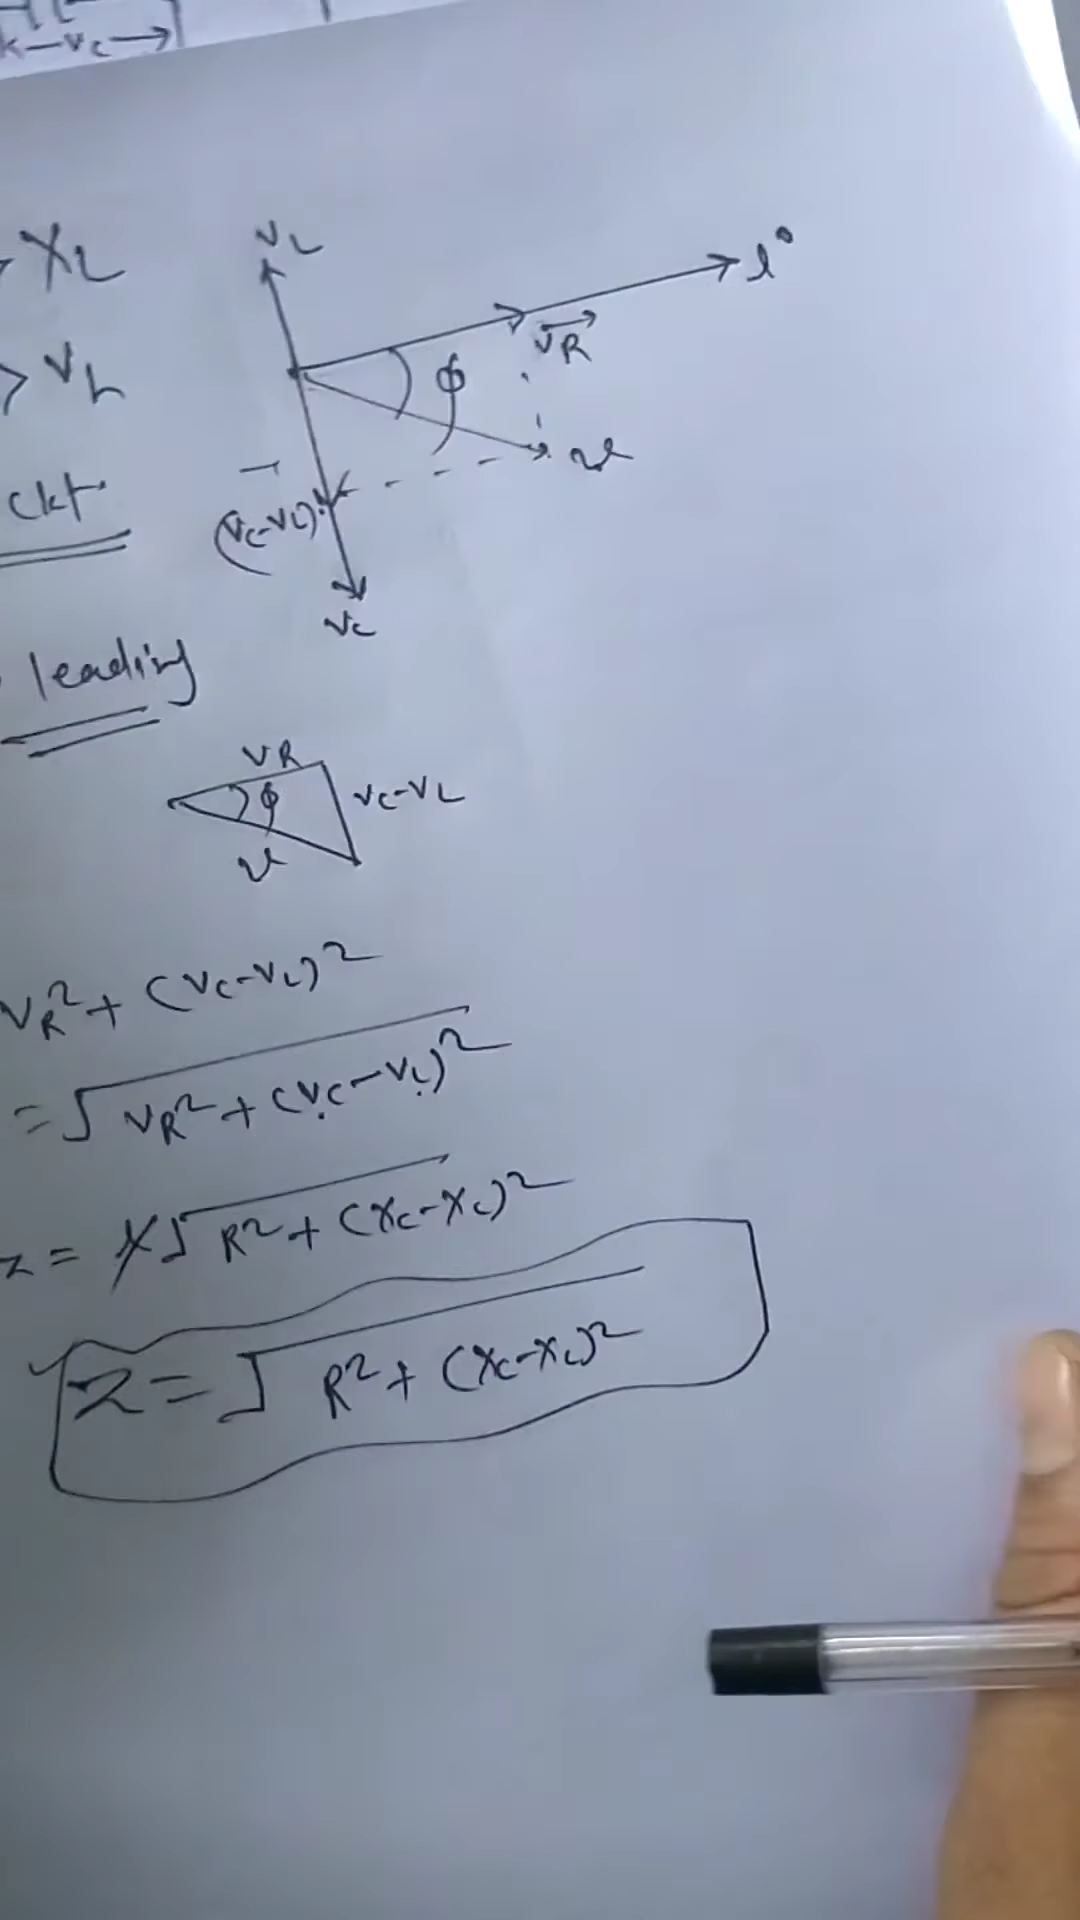 k-Vc→
XL
VL
i
> VL
VR
φ
v
ckt.
(Vc-VL)
Vc
leading
VR
φ
Vc-VL
v
VR² + (Vc-VL)²
= √VR² + (Vc-VL)²
z = i√R² + (Xc-XL)²
Z = √R² + (Xc-XL)²